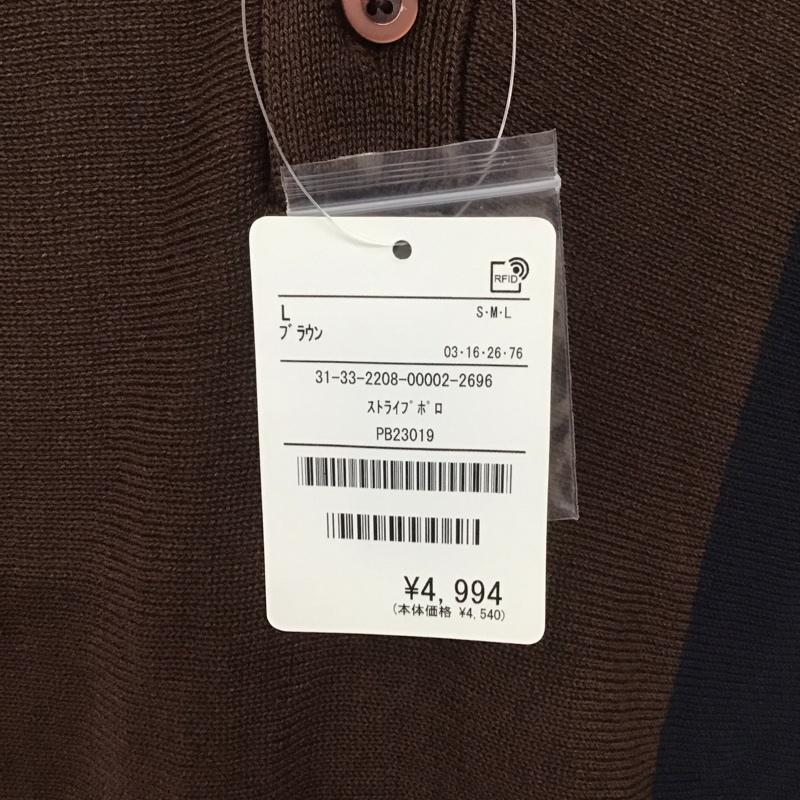 RFID
L S・M・L
ﾌﾞﾗｳﾝ
03・16・26・76
31-33-2208-00002-2696
ｽﾄﾗｲﾌﾟﾎﾟﾛ
PB23019
¥4,994
(本体価格 ¥4,540)